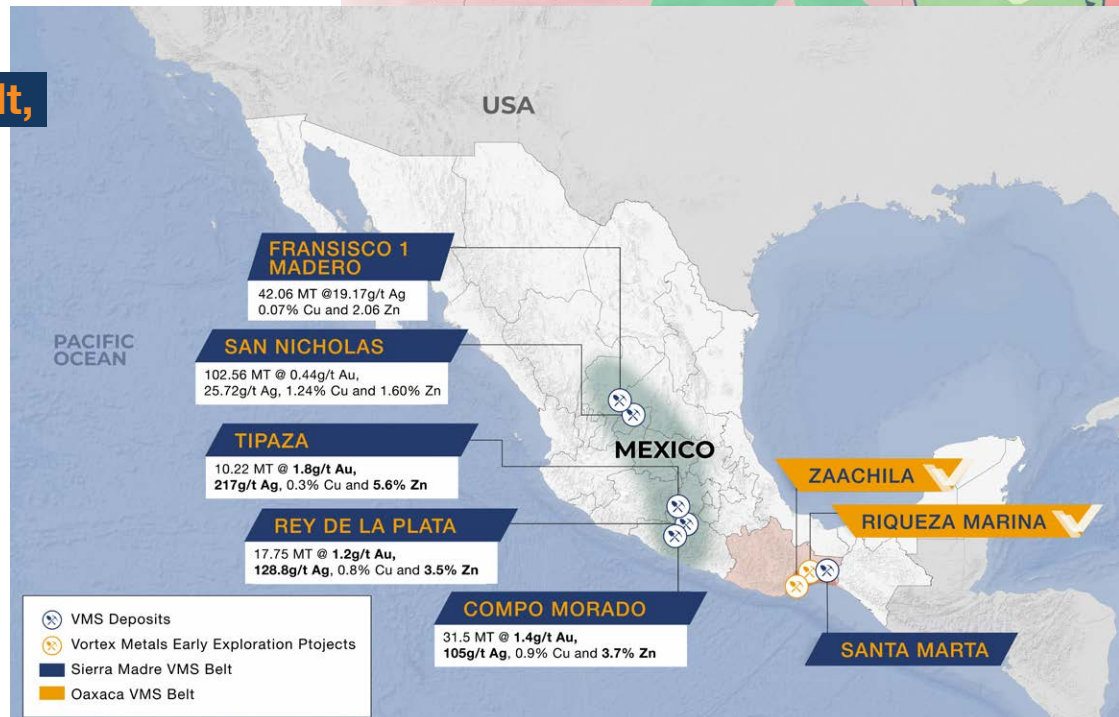 lt,
USA
FRANSISCO 1
MADERO
42.06 MT @19.17g/t Ag
0.07% Cu and 2.06 Zn
PACIFIC
OCEAN
SAN NICHOLAS
102.56 MT @ 0.44g/t Au,
25.72g/t Ag, 1.24% Cu and 1.60% Zn
MEXICO
TIPAZA
10.22 MT @ 1.8g/t Au,
217g/t Ag, 0.3% Cu and 5.6% Zn
ZAACHILA
RIQUEZA MARINA
REY DE LA PLATA
17.75 MT @ 1.2g/t Au,
128.8g/t Ag, 0.8% Cu and 3.5% Zn
COMPO MORADO
31.5 MT @ 1.4g/t Au,
105g/t Ag, 0.9% Cu and 3.7% Zn
SANTA MARTA
VMS Deposits
Vortex Metals Early Exploration Ptojects
Sierra Madre VMS Belt
Oaxaca VMS Belt